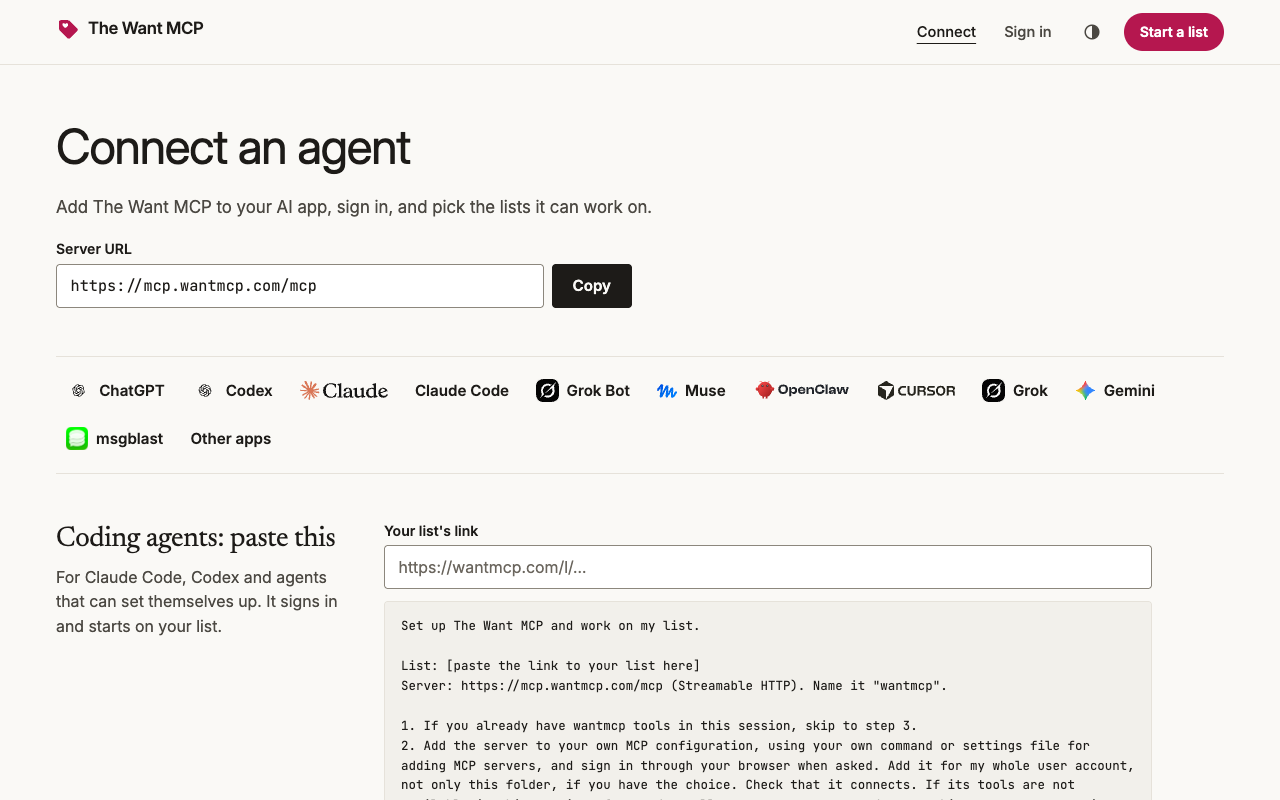 The Want MCP
Connect
Sign in
Start a list
Connect an agent
Add The Want MCP to your AI app, sign in, and pick the lists it can work on.
Server URL
https://mcp.wantmcp.com/mcp
Copy
ChatGPT
Codex
Claude
Claude Code
Grok Bot
Muse
OpenClaw
CURSOR
Grok
Gemini
msgblast
Other apps
Coding agents: paste this
For Claude Code, Codex and agents
that can set themselves up. It signs in
and starts on your list.
Your list's link
https://wantmcp.com/l/...
Set up The Want MCP and work on my list.
List: [paste the link to your list here]
Server: https://mcp.wantmcp.com/mcp (Streamable HTTP). Name it "wantmcp".
1. If you already have wantmcp tools in this session, skip to step 3.
2. Add the server to your own MCP configuration, using your own command or settings file for
adding MCP servers, and sign in through your browser when asked. Add it for my whole user account,
not only this folder, if you have the choice. Check that it connects. If its tools are not